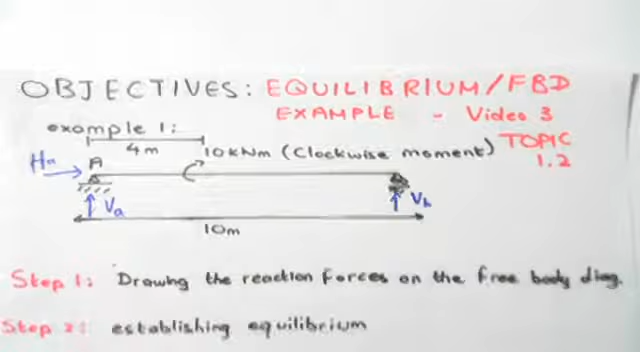 OBJECTIVES: EQUILIBRIUM/FBD
EXAMPLE - Video 3
TOPIC
1.2
example 1:
4m
10kNm (Clockwise moment)
Ha
A
Va
Vb
10m
Step 1: Drawing the reaction forces on the free body diag.
Step 2: establishing equilibrium